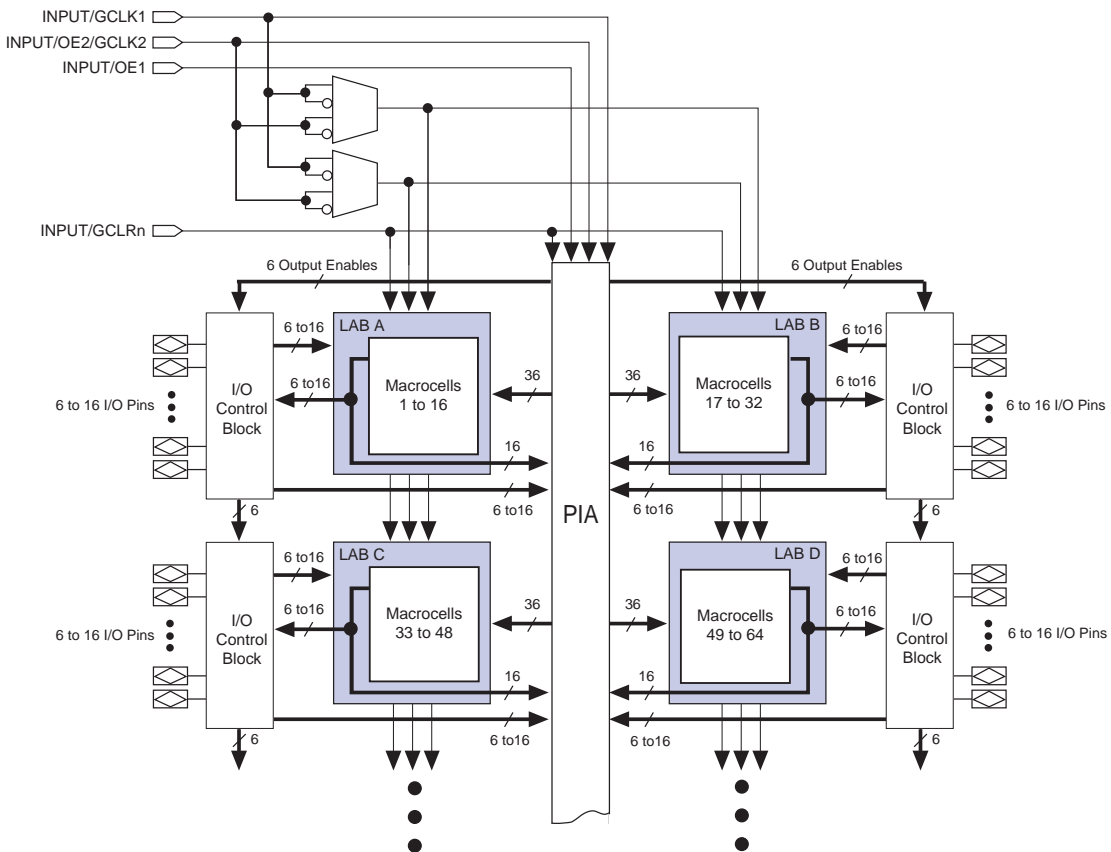 INPUT/GCLK1
INPUT/OE2/GCLK2
INPUT/OE1
INPUT/GCLRn
6 Output Enables
6 Output Enables
6 to16
LAB A
LAB B
6 to16
36
36
6 to16
Macrocells
1 to 16
Macrocells
17 to 32
6 to16
6 to 16 I/O Pins
I/O
Control
Block
I/O
Control
Block
6 to 16 I/O Pins
16
16
6 to16
6 to16
PIA
6
6
6 to16
LAB C
LAB D
6 to16
36
36
6 to16
Macrocells
33 to 48
Macrocells
49 to 64
6 to16
6 to 16 I/O Pins
I/O
Control
Block
I/O
Control
Block
6 to 16 I/O Pins
16
16
6 to16
6 to16
6
6